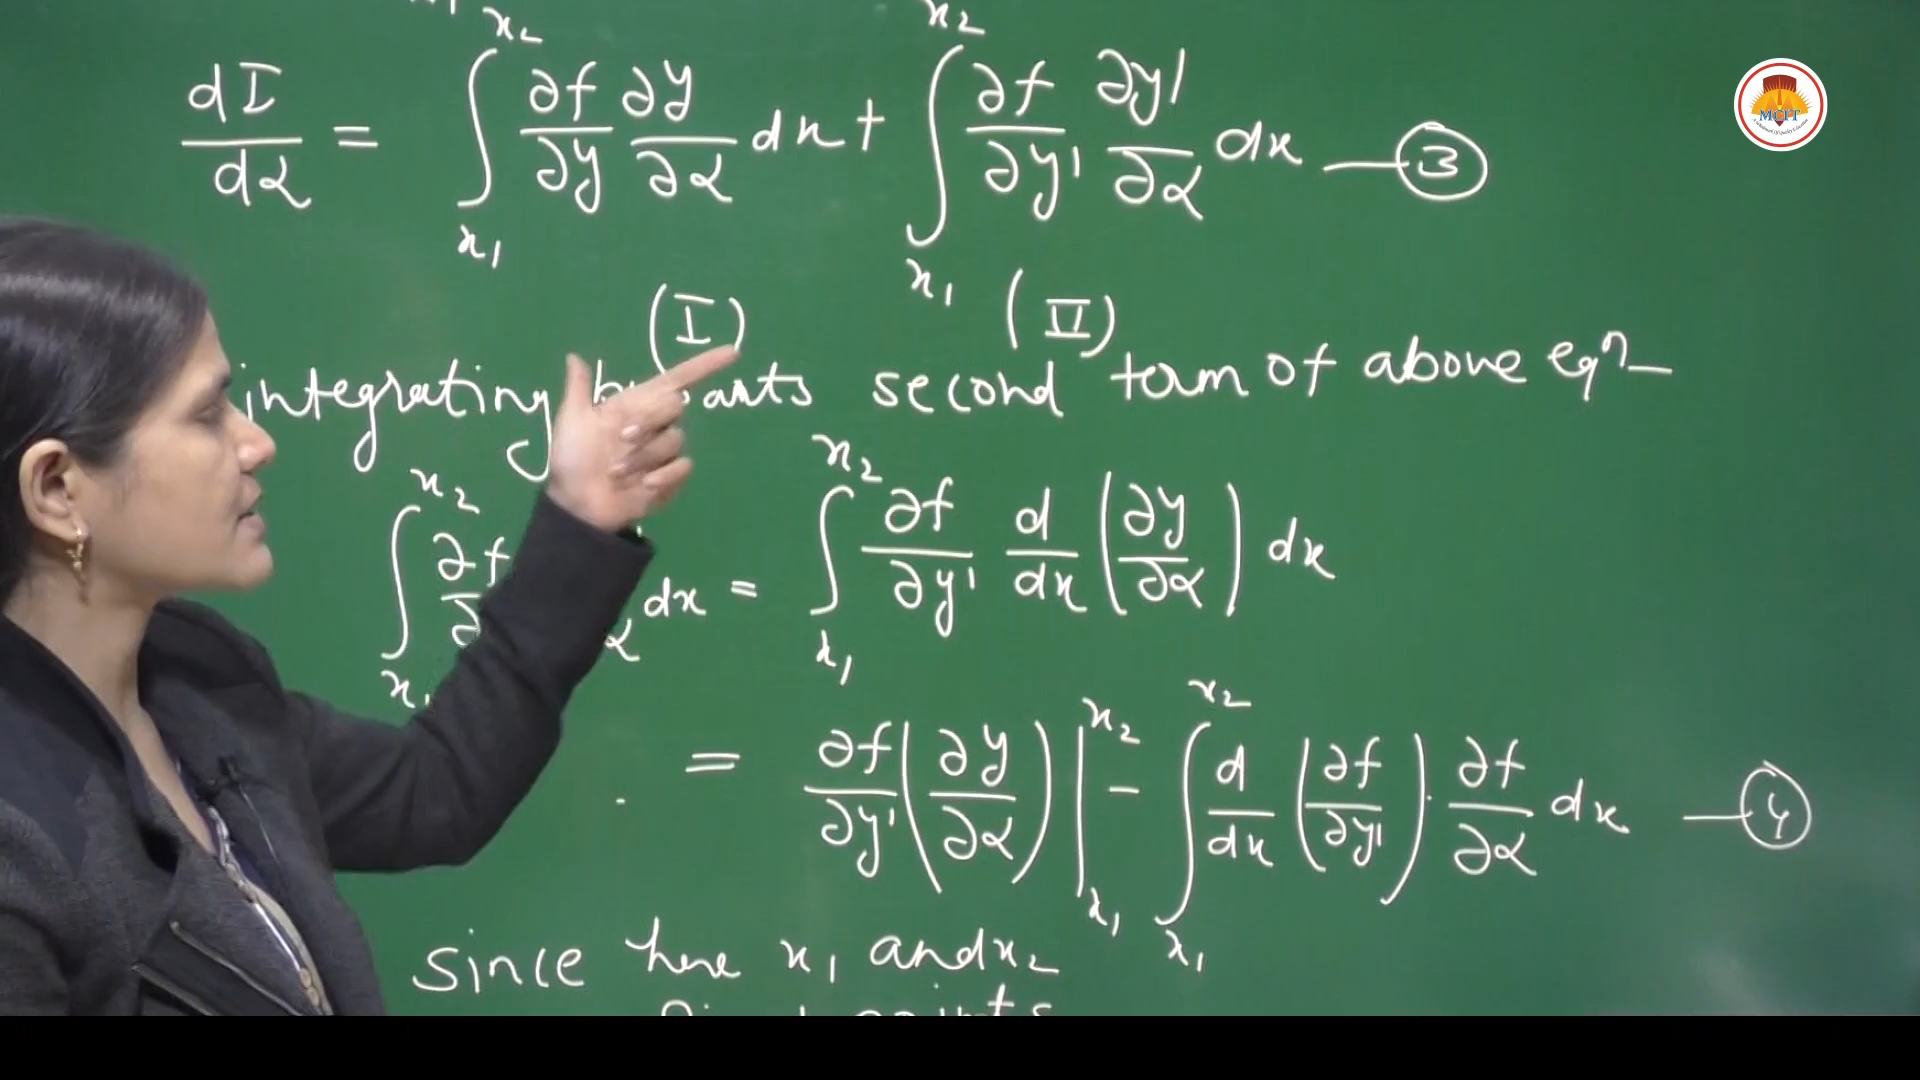 dI/dα = ∫_{x1}^{x2} ∂f/∂y ∂y/∂α dx + ∫_{x1}^{x2} ∂f/∂y' ∂y'/∂α dx — ③
(I) (II)
integrating parts second term of above eqn
∫_{x1}^{x2} ∂f α dx = ∫_{x1}^{x2} ∂f/∂y' d/dx (∂y/∂α) dx
= ∂f/∂y' (∂y/∂α) |_{x1}^{x2} - ∫_{x1}^{x2} d/dx (∂f/∂y') · ∂f/∂α dx — ④
since here x1 and x2
MCIT